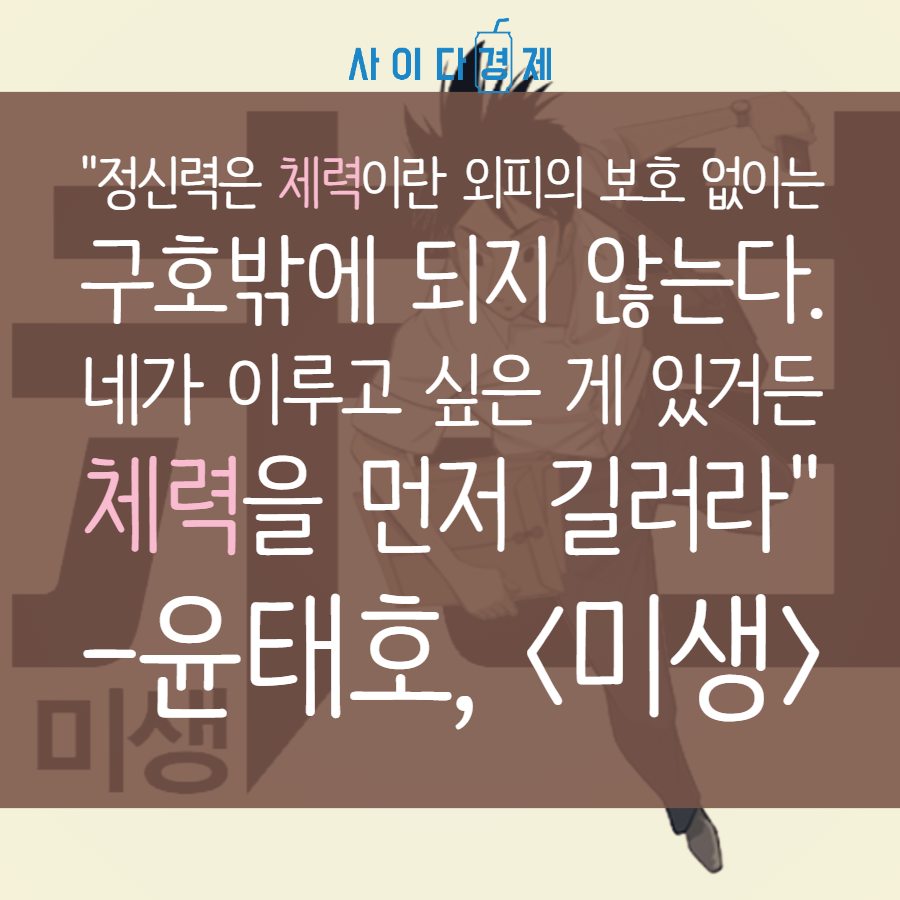 사이다경제
"정신력은 체력이란 외피의 보호 없이는
구호밖에 되지 않는다.
네가 이루고 싶은 게 있거든
체력을 먼저 길러라"
-윤태호, <미생>
미생